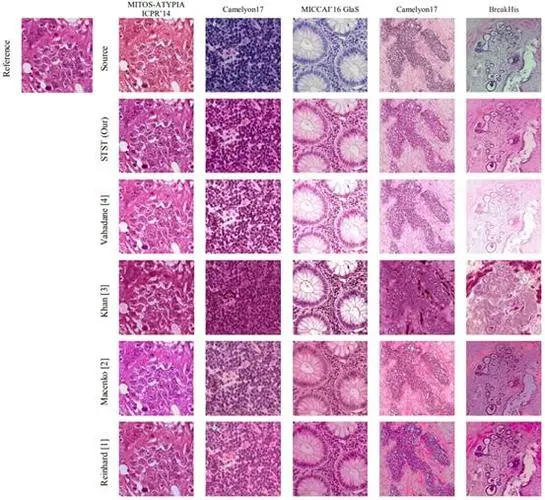 MITOS-ATYPIA
ICPR'14
Camelyon17
MICCAI'16 GlaS
Camelyon17
BreakHis
Reference
Source
STST (Our)
Vahadane [4]
Khan [3]
Macenko [2]
Reinhard [1]